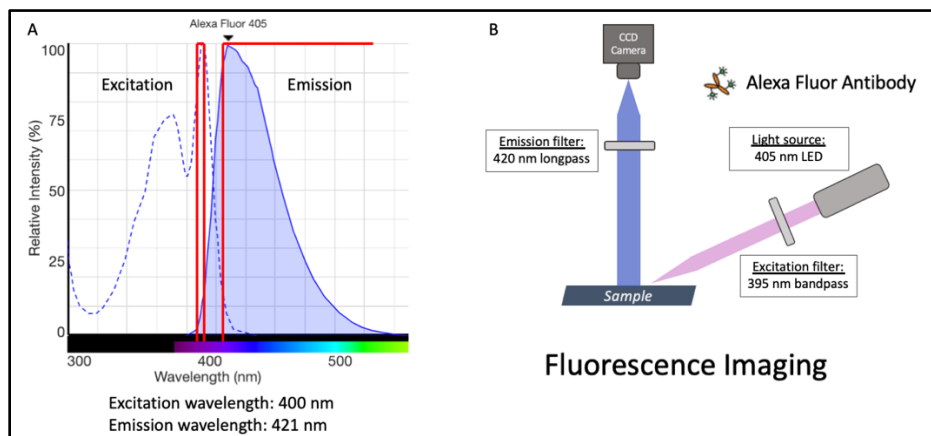 A
Alexa Fluor 405
100
75
50
25
0
Relative Intensity (%)
Excitation
Emission
300
400
500
Wavelength (nm)
Excitation wavelength: 400 nm
Emission wavelength: 421 nm
B
CCD
Camera
Alexa Fluor Antibody
Emission filter:
420 nm longpass
Light source:
405 nm LED
Excitation filter:
395 nm bandpass
Sample
Fluorescence Imaging